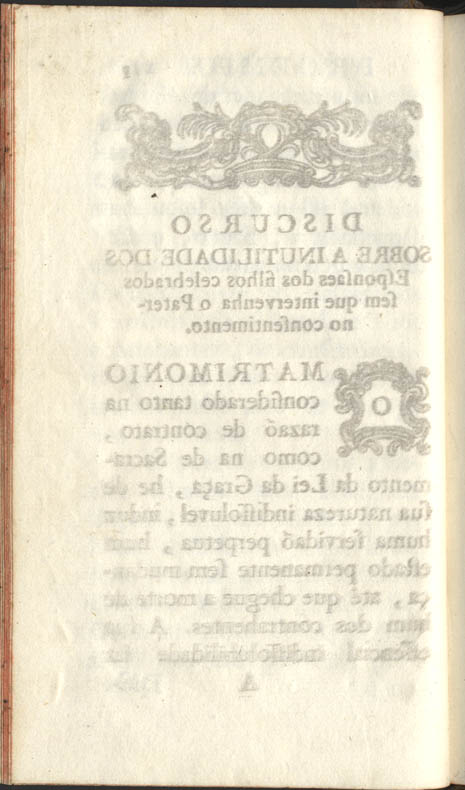 DISCURSO
SOBRE A INUTILIDADE DOS
Eſponſaes dos filhos celebrados
ſem que intervenha o Pater-
no conſentimento.
O MATRIMONIO
conſiderado tanto na
razaõ de contrato,
como na de Sacra-
mento da Lei da Graça, he de
ſua natureza indiſſoluvel, induz
huma ſervidaõ perpetua, hum
eſtado permanente ſem mudan-
ça, até que chegue a morte de
hum dos contrahentes. A ſua
eſſencial indiſſolubilidade
A